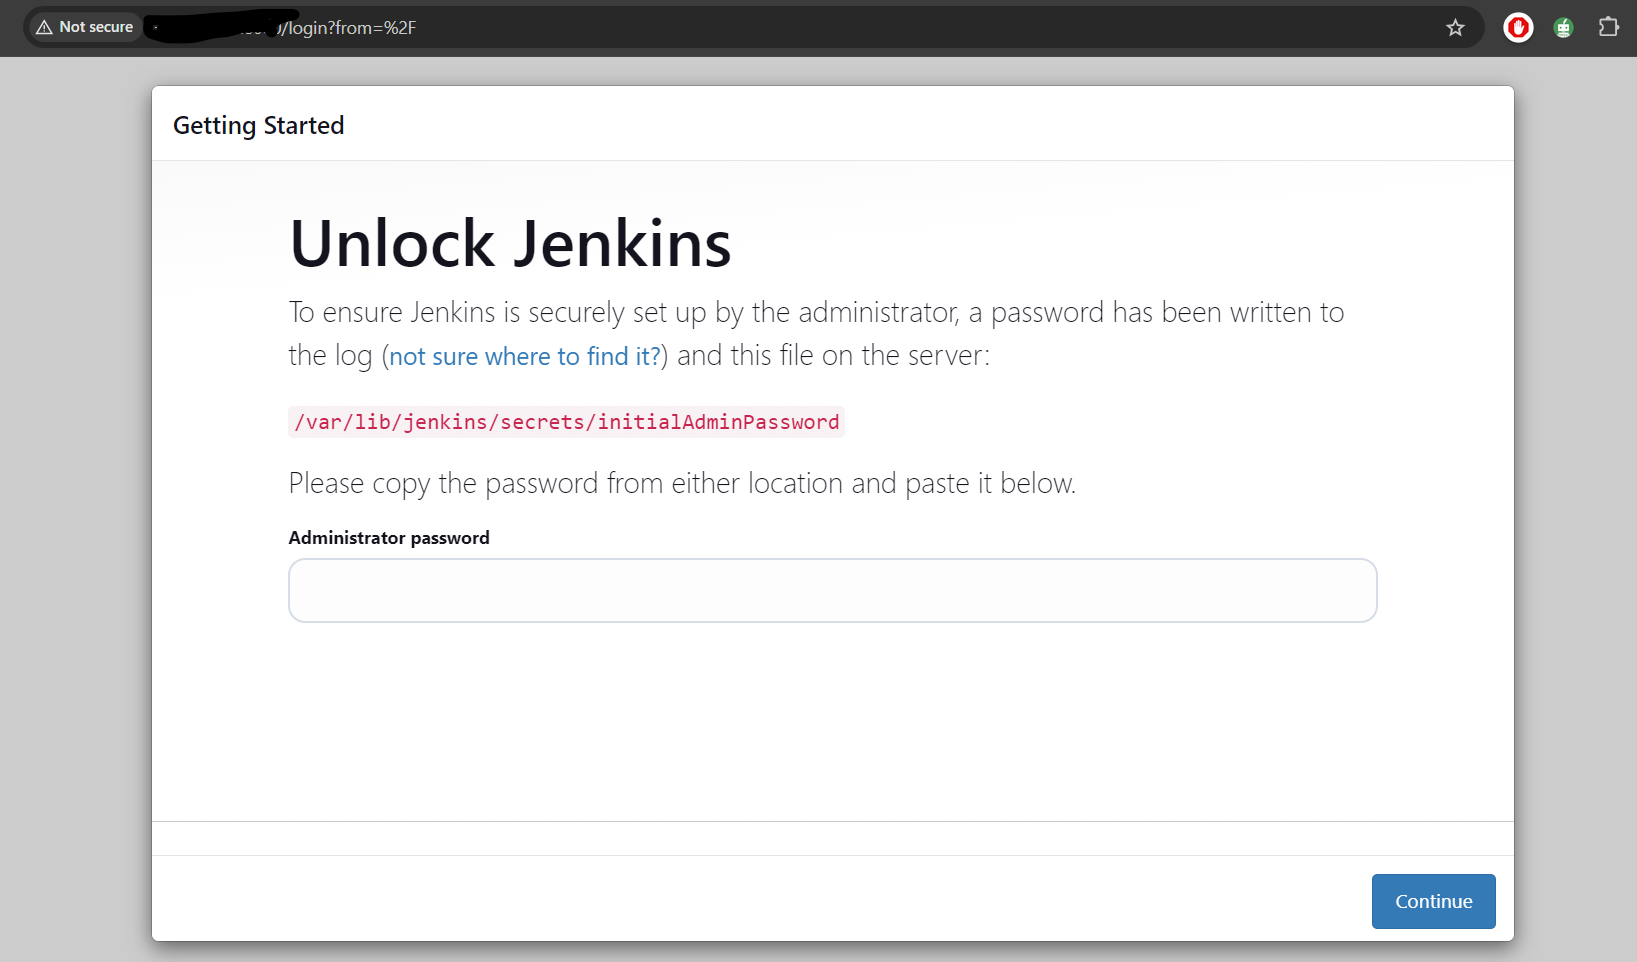 Not secure
/login?from=%2F
Getting Started
Unlock Jenkins
To ensure Jenkins is securely set up by the administrator, a password has been written to
the log (not sure where to find it?) and this file on the server:
/var/lib/jenkins/secrets/initialAdminPassword
Please copy the password from either location and paste it below.
Administrator password
Continue